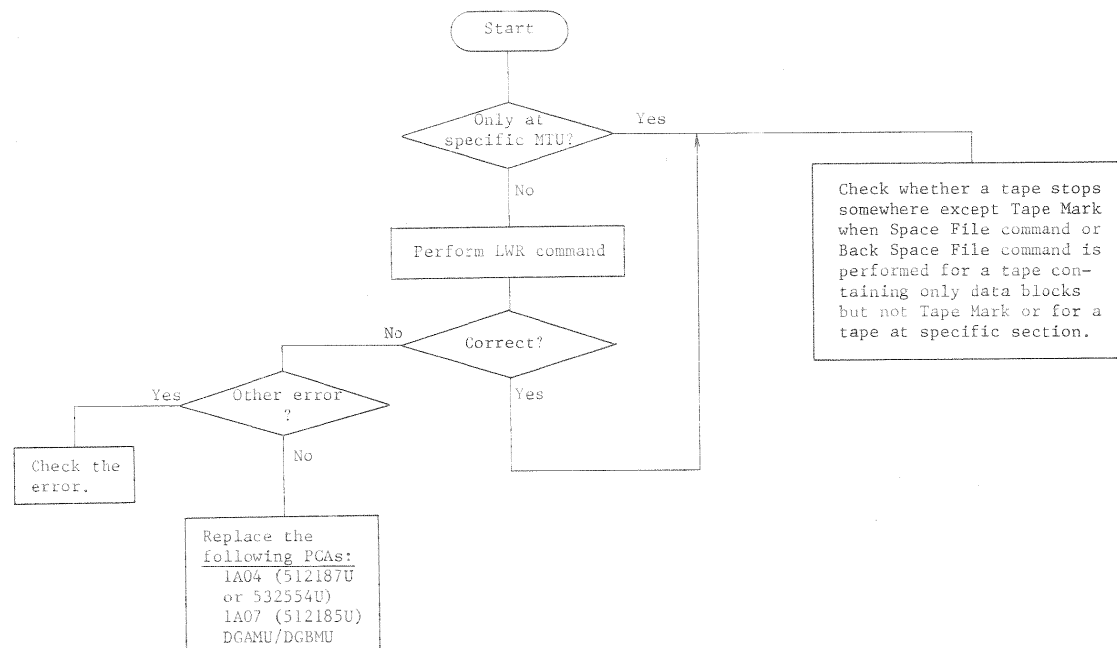 Start
Only at
specific MTU?
Yes
No
Perform LWR command
Correct?
No
Yes
Other error
?
Yes
No
Check the
error.
Replace the
following PCAs:
1A04 (512187U
or 532554U)
1A07 (512185U)
DGAMU/DGBMU
Check whether a tape stops
somewhere except Tape Mark
when Space File command or
Back Space File command is
performed for a tape con-
taining only data blocks
but not Tape Mark or for a
tape at specific section.